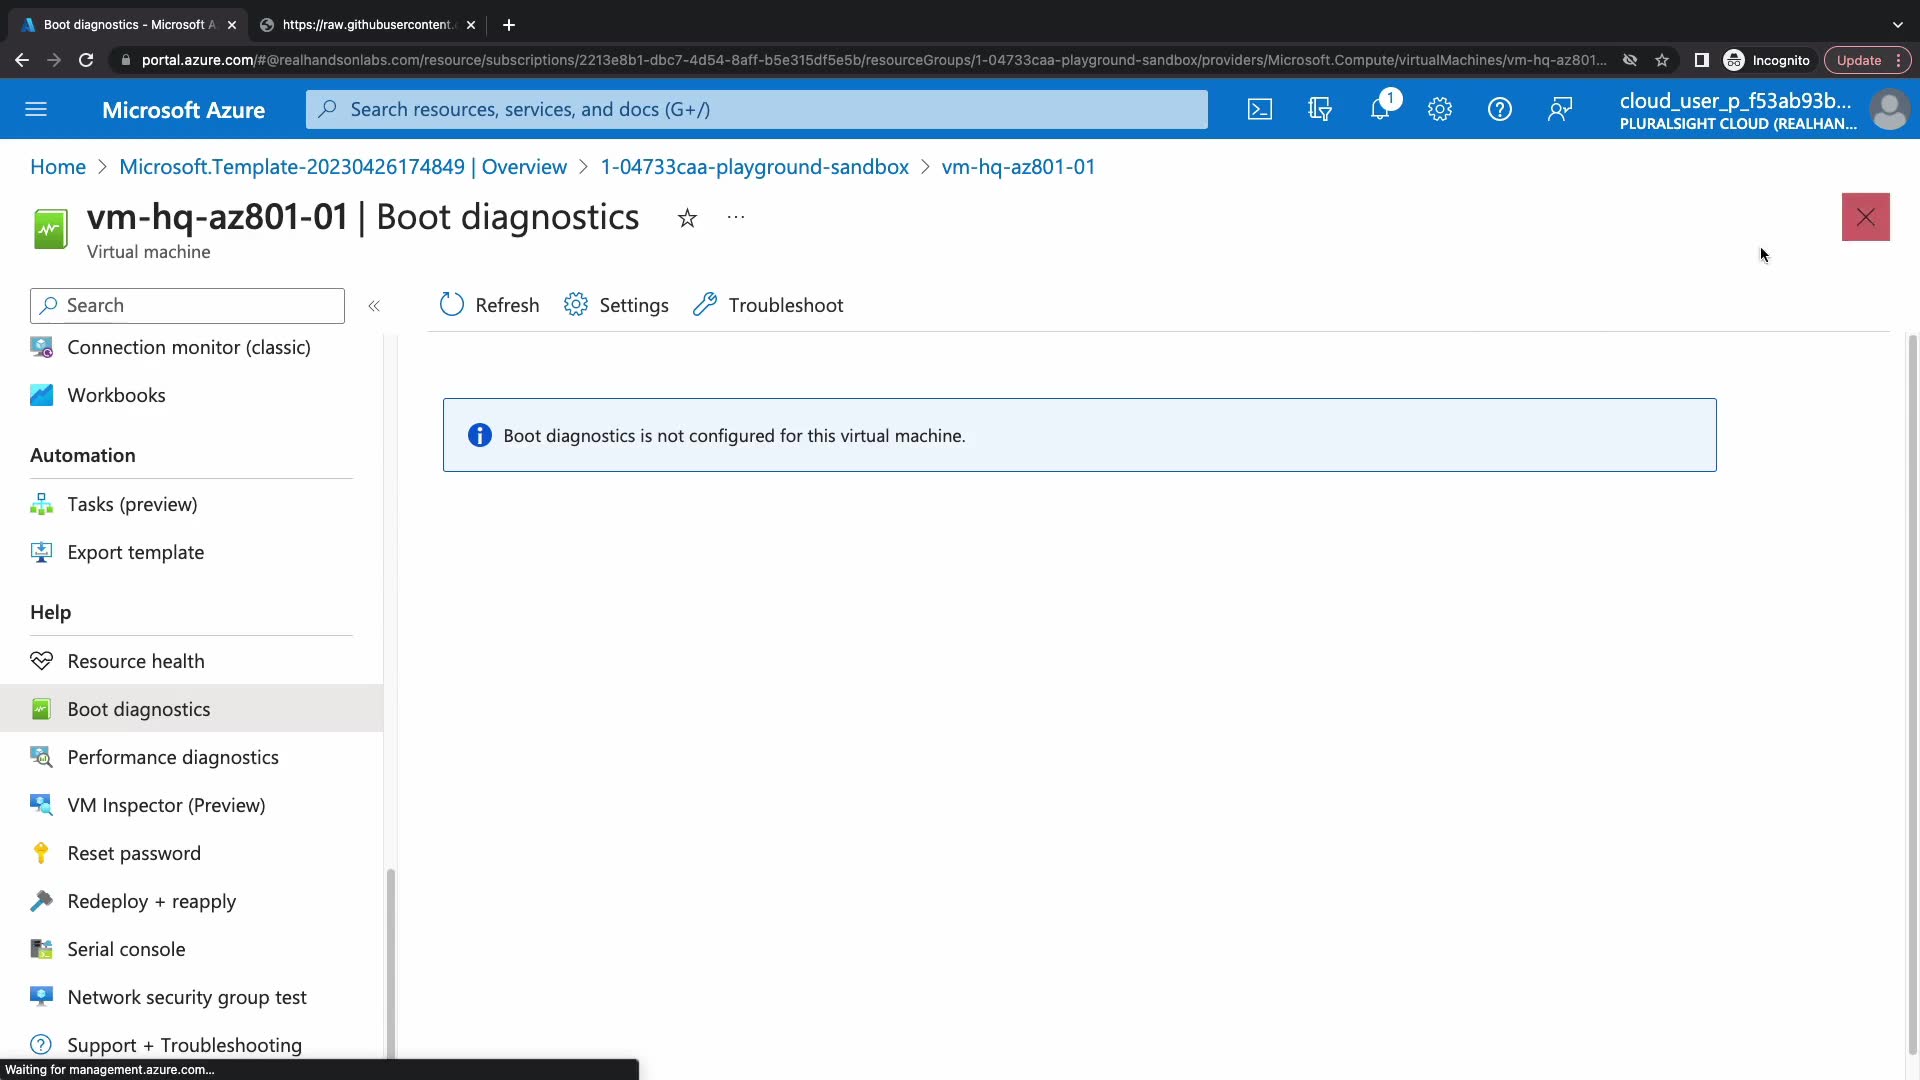 Boot diagnostics - Microsoft A
https://raw.githubusercontent.c
portal.azure.com/#@realhandsonlabs.com/resource/subscriptions/2213e8b1-dbc7-4d54-8aff-b5e315df5e5b/resourceGroups/1-04733caa-playground-sandbox/providers/Microsoft.Compute/virtualMachines/vm-hq-az801...
Incognito
Update
Microsoft Azure
Search resources, services, and docs (G+/)
1
cloud_user_p_f53ab93b...
PLURALSIGHT CLOUD (REALHAN...
Home > Microsoft.Template-20230426174849 | Overview > 1-04733caa-playground-sandbox > vm-hq-az801-01
vm-hq-az801-01 | Boot diagnostics
Virtual machine
Search
Refresh
Settings
Troubleshoot
Connection monitor (classic)
Workbooks
Automation
Tasks (preview)
Export template
Help
Resource health
Boot diagnostics
Performance diagnostics
VM Inspector (Preview)
Reset password
Redeploy + reapply
Serial console
Network security group test
Support + Troubleshooting
Boot diagnostics is not configured for this virtual machine.
Waiting for management.azure.com...